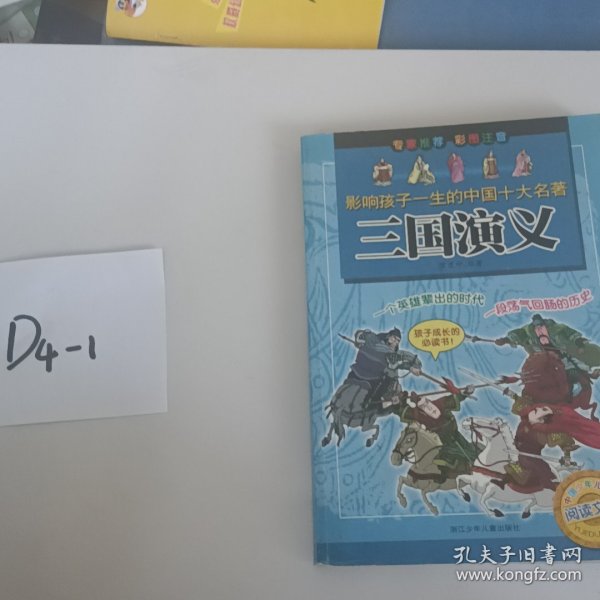 专家推荐·彩图注音
影响孩子一生的中国十大名著
三国演义
一个英雄辈出的时代
一段荡气回肠的历史
孩子成长的
必读书!
D4-1
阅读文
浙江少年儿童出版社
孔夫子旧书网
www.kongfz.com